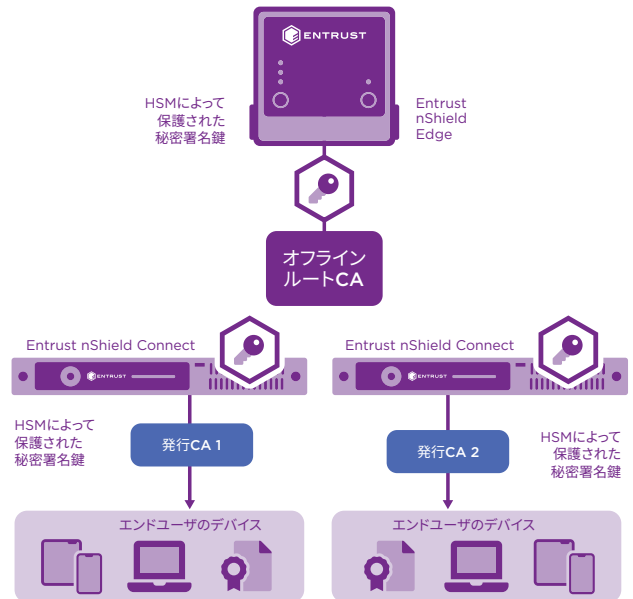 ENTRUST
HSMによって
保護された
秘密署名鍵
Entrust
nShield
Edge
オフライン
ルートCA
Entrust nShield Connect
ENTRUST
HSMによって
保護された
秘密署名鍵
発行CA 1
エンドユーザのデバイス
Entrust nShield Connect
ENTRUST
発行CA 2
HSMによって
保護された
秘密署名鍵
エンドユーザのデバイス